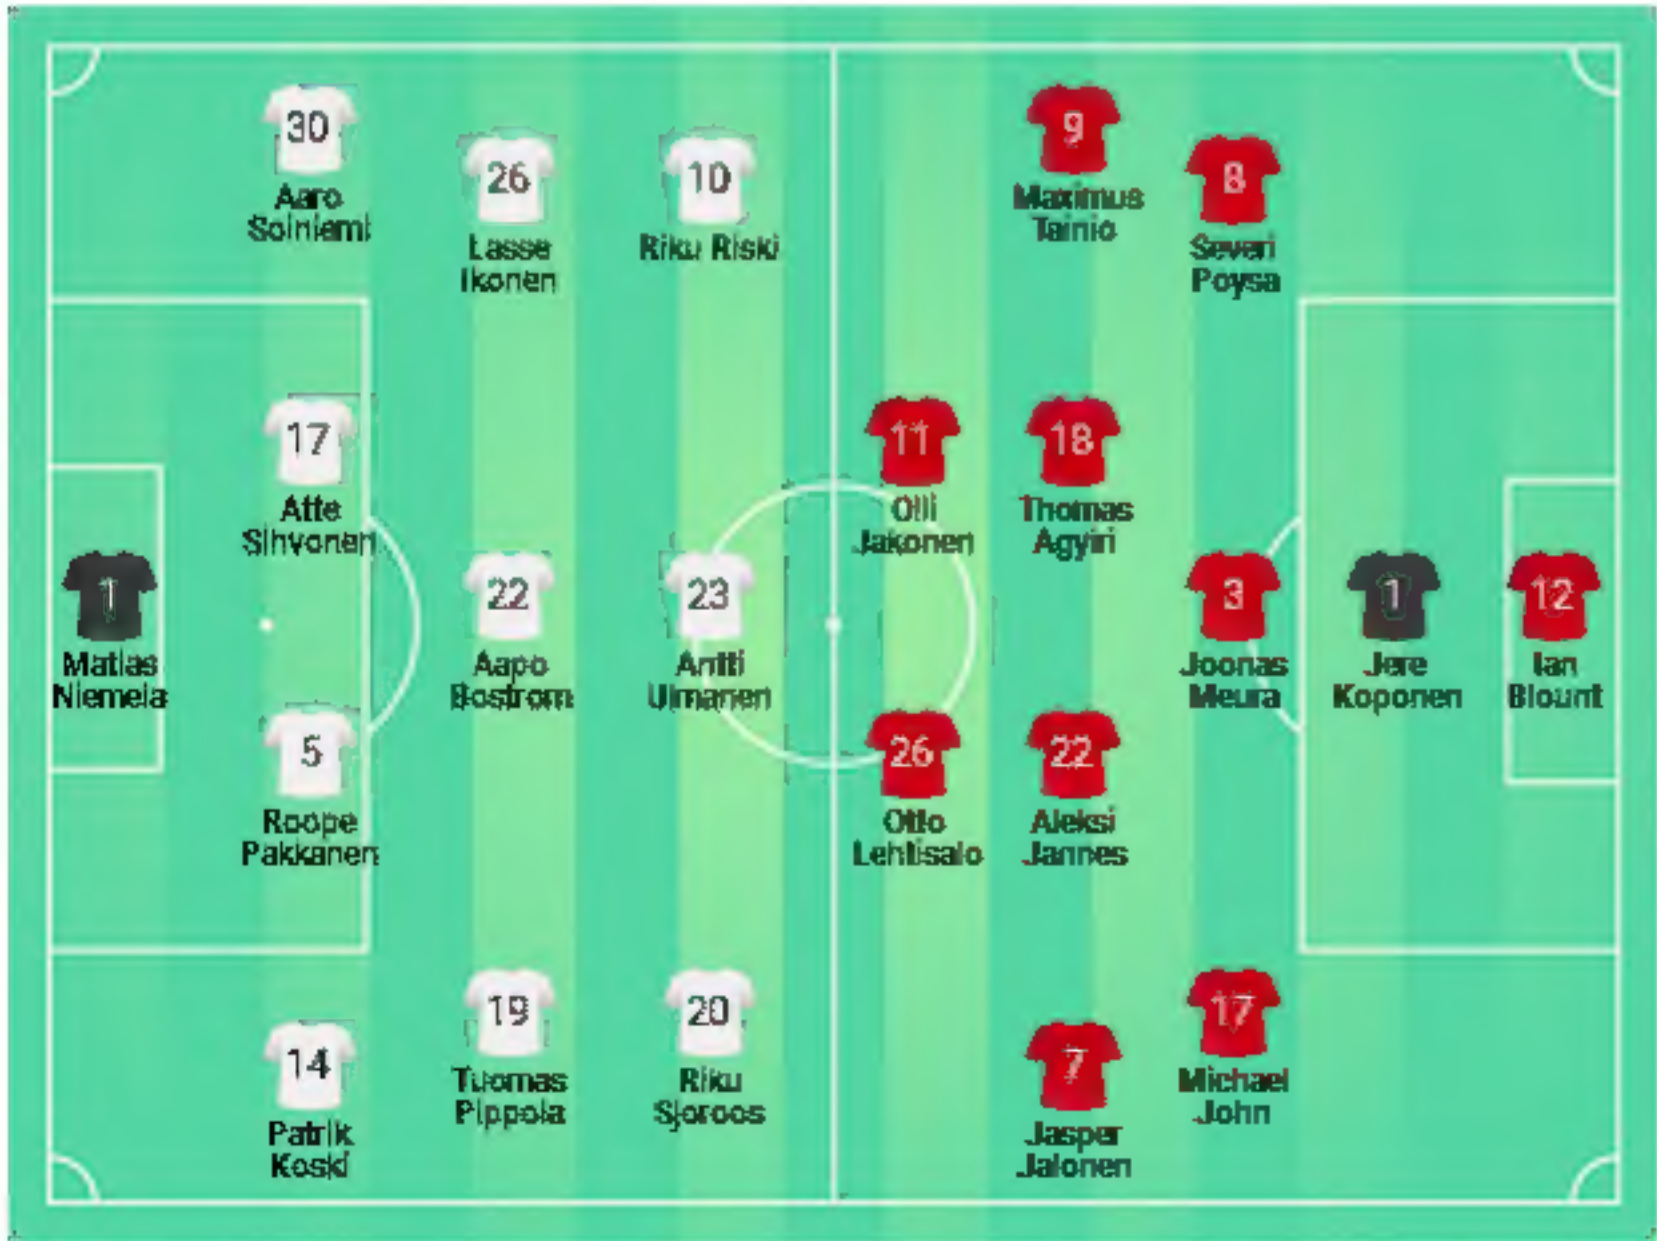 30
Aaro
Soiniemi
26
Lasse
Ikonen
10
Riku Riski
9
Maximus
Tainio
8
Severi
Poysa
17
Atte
Sihvonen
11
Olli
Jakonen
18
Thomas
Agyiri
1
Matias
Niemela
22
Aapo
Bostrom
23
Antti
Ulmanen
3
Joonas
Meura
1
Jere
Koponen
12
Ian
Blount
5
Roope
Pakkanen
26
Otto
Lehtisalo
22
Aleksi
Jannes
14
Patrik
Koski
19
Tuomas
Pippola
20
Riku
Sjoroos
7
Jasper
Jalonen
17
Michael
John